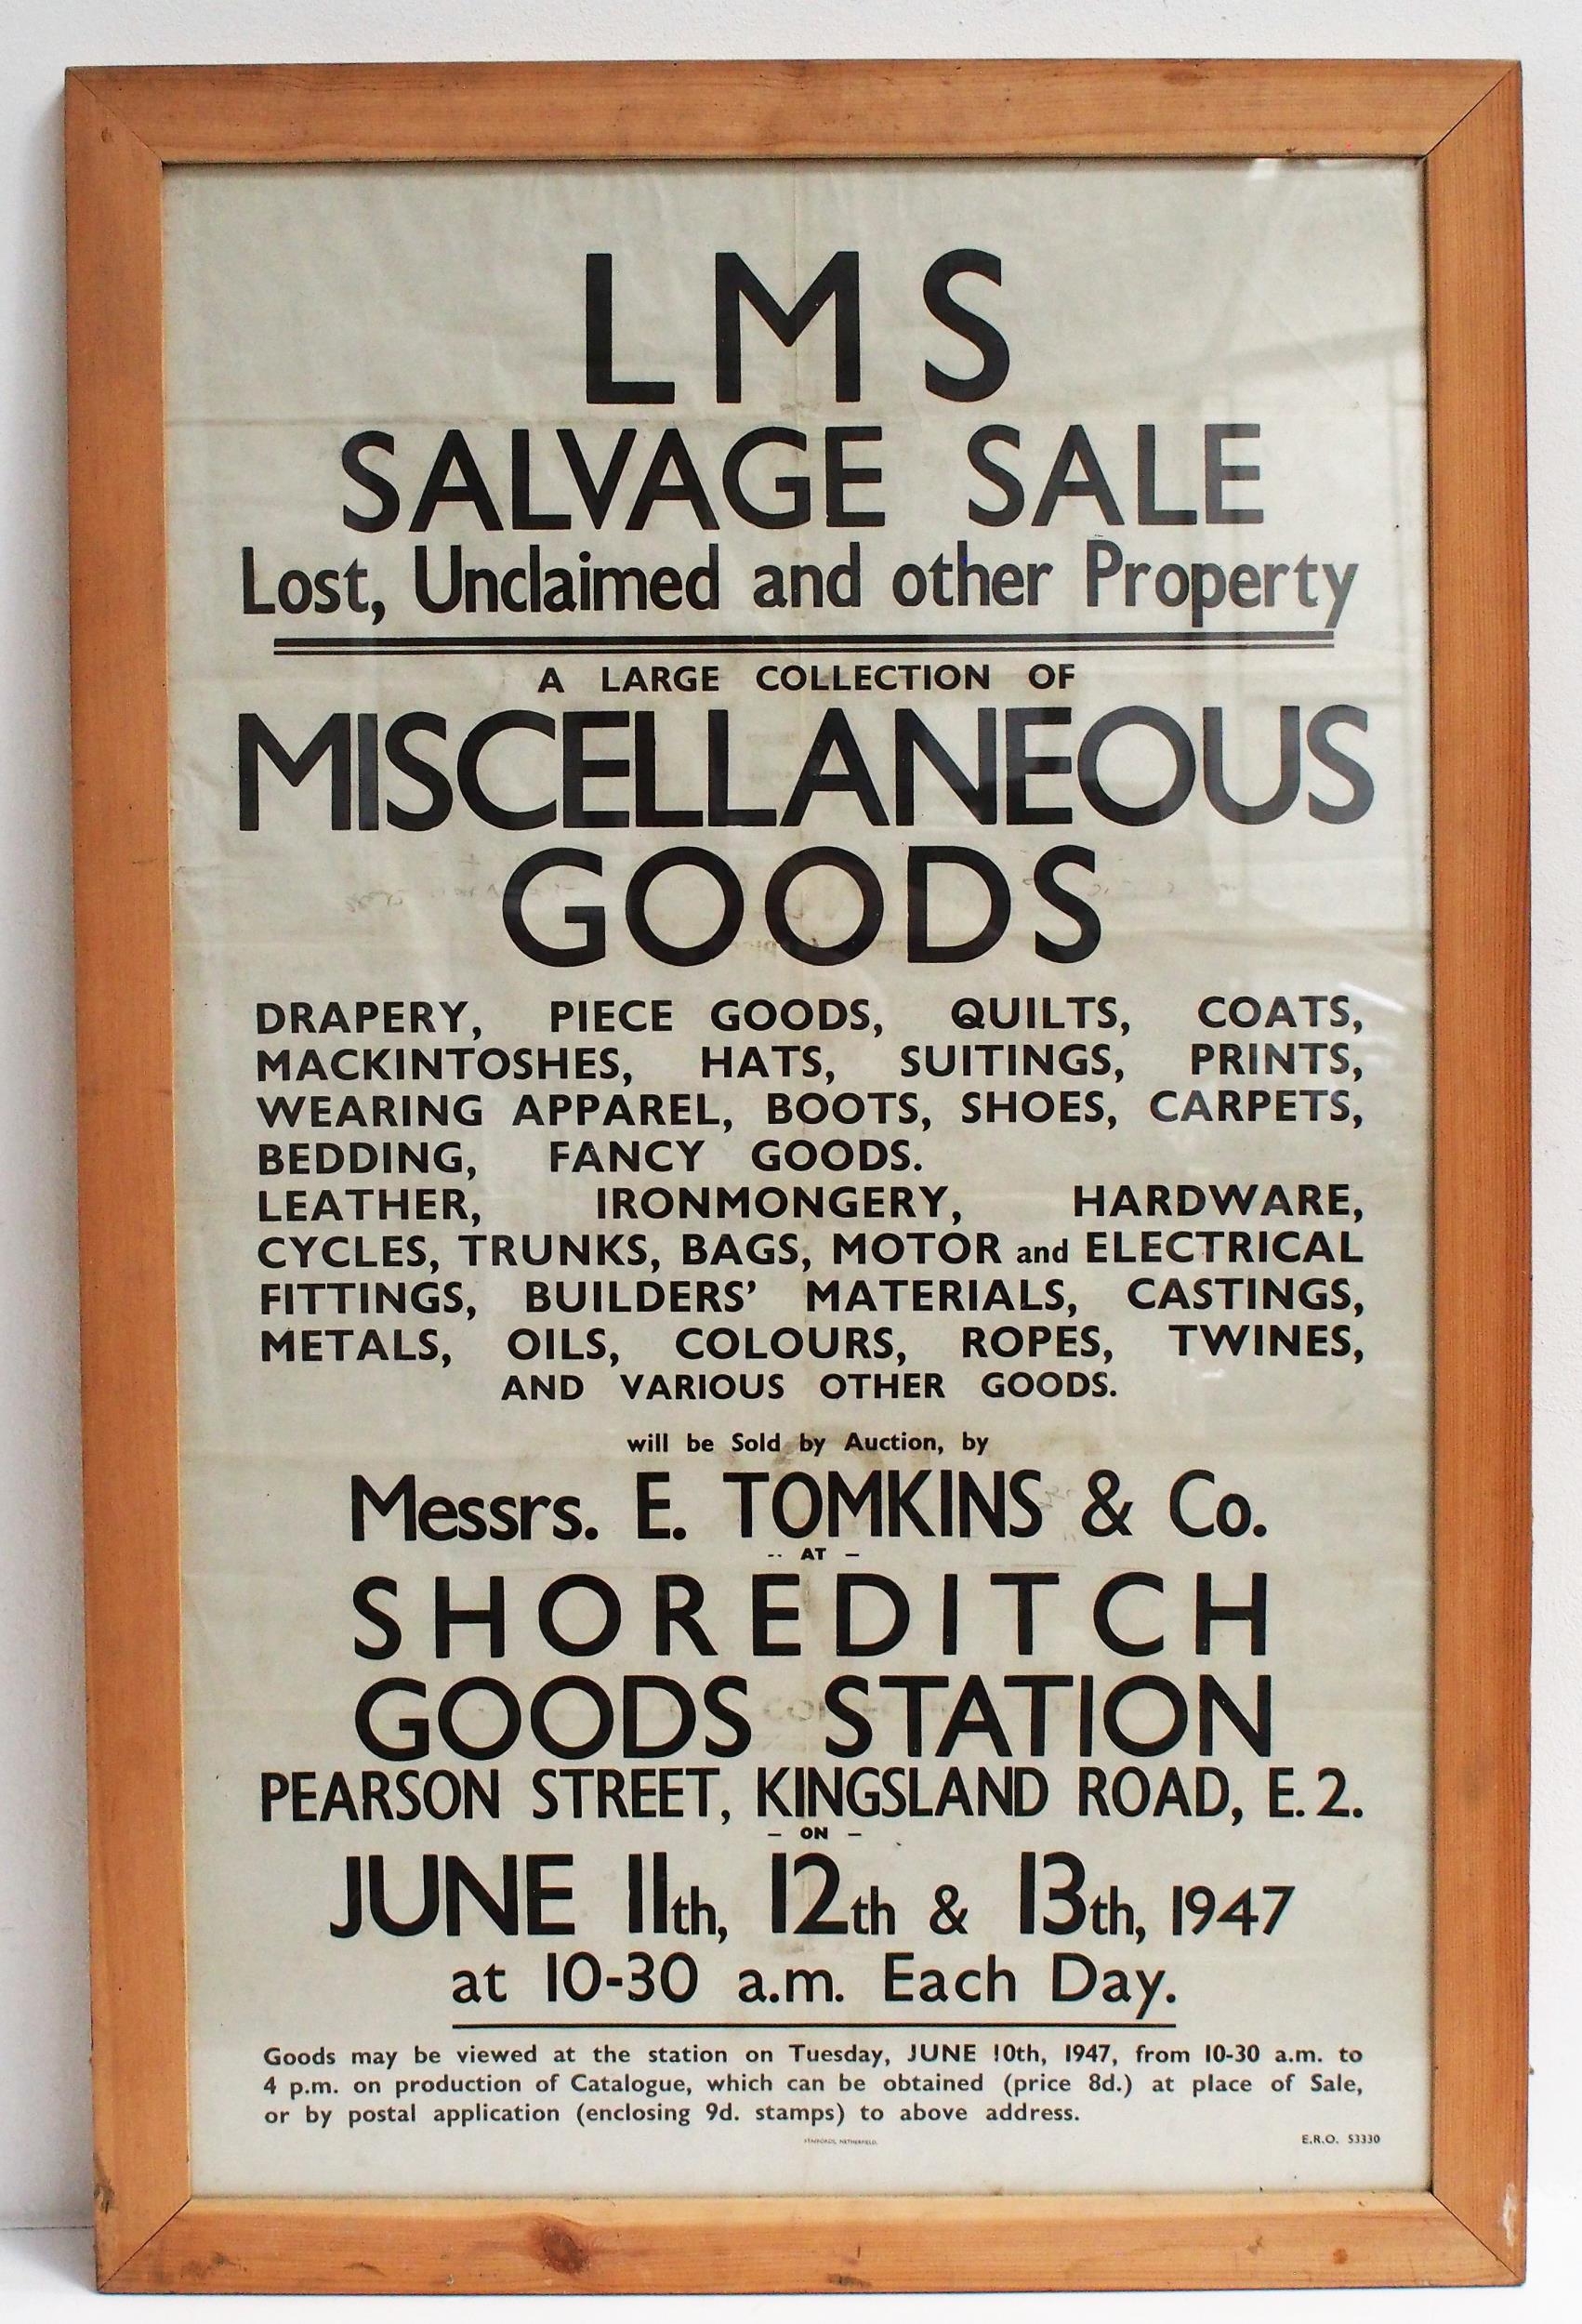 LMS
SALVAGE SALE
Lost, Unclaimed and other Property
A LARGE COLLECTION OF
MISCELLANEOUS
GOODS
DRAPERY, PIECE GOODS, QUILTS, COATS,
MACKINTOSHES, HATS, SUITINGS, PRINTS,
WEARING APPAREL, BOOTS, SHOES, CARPETS,
BEDDING, FANCY GOODS.
LEATHER, IRONMONGERY, HARDWARE,
CYCLES, TRUNKS, BAGS, MOTOR and ELECTRICAL
FITTINGS, BUILDERS' MATERIALS, CASTINGS,
METALS, OILS, COLOURS, ROPES, TWINES,
AND VARIOUS OTHER GOODS.
will be Sold by Auction, by
Messrs. E. TOMKINS & Co.
-- AT –
SHOREDITCH
GOODS STATION
PEARSON STREET, KINGSLAND ROAD, E. 2.
– ON –
JUNE 11th, 12th & 13th, 1947
at 10-30 a.m. Each Day.
Goods may be viewed at the station on Tuesday, JUNE 10th, 1947, from 10-30 a.m. to
4 p.m. on production of Catalogue, which can be obtained (price 8d.) at place of Sale,
or by postal application (enclosing 9d. stamps) to above address.
E.R.O. 53330